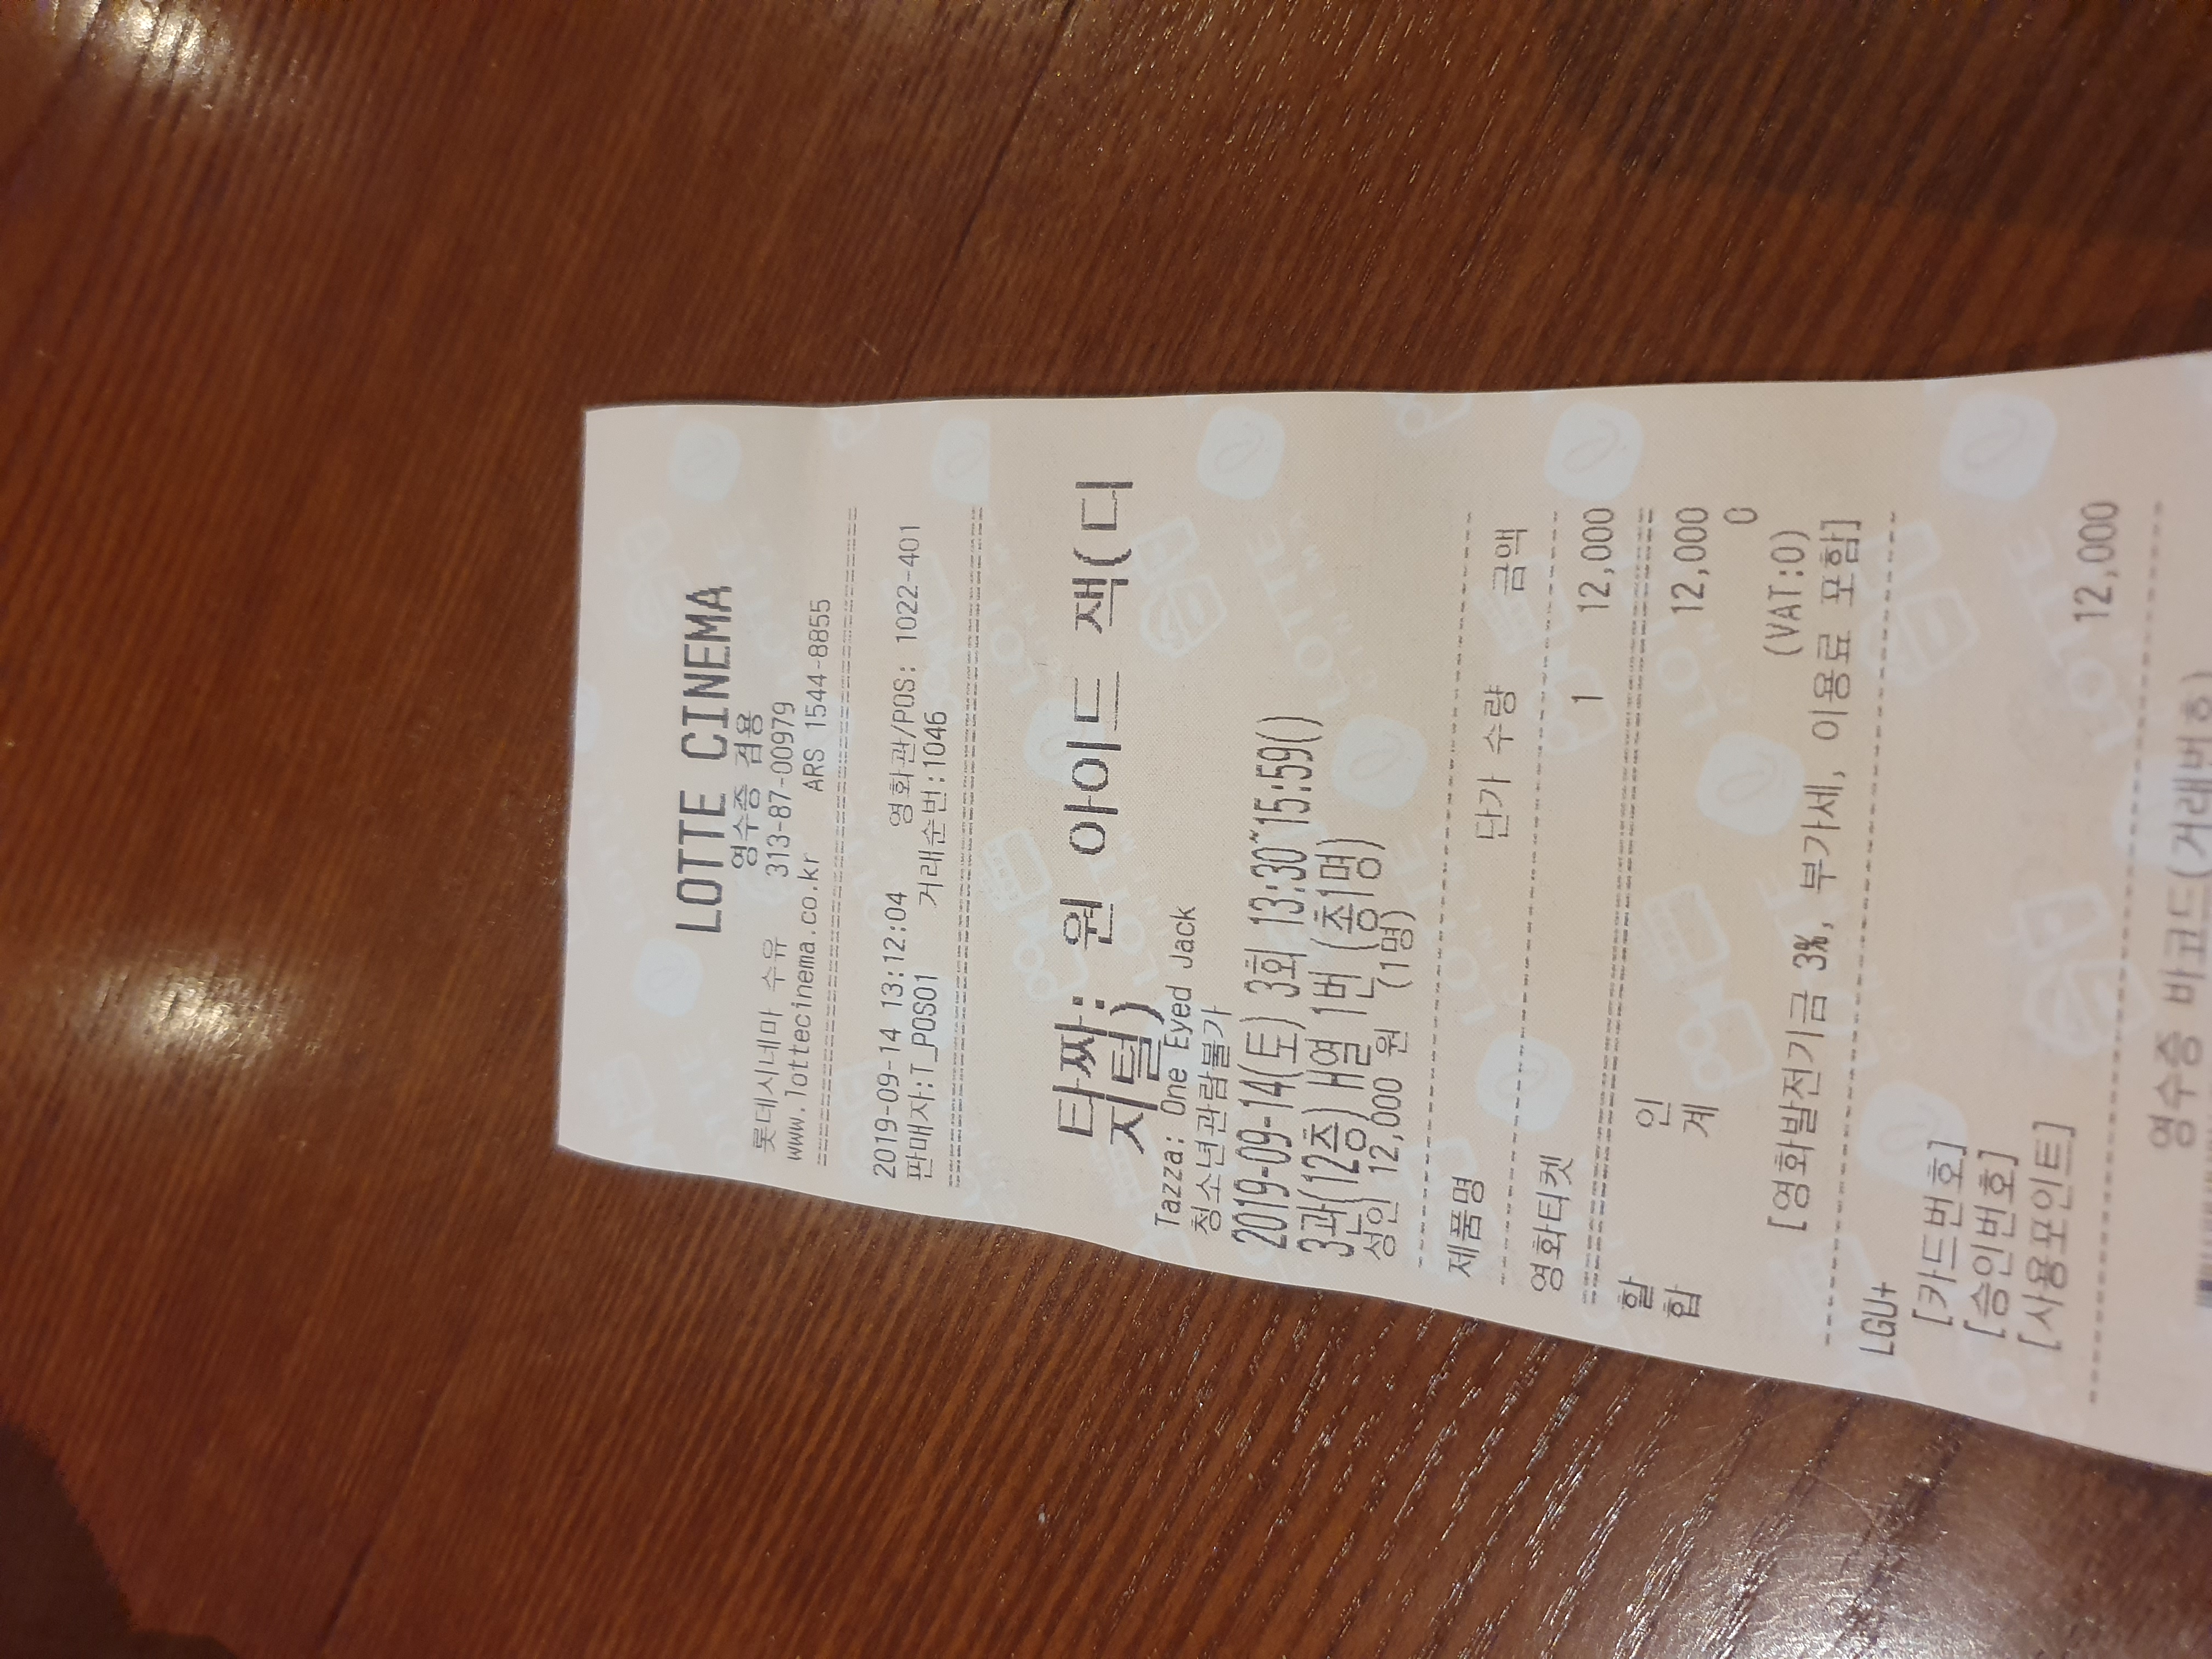 LOTTE CINEMA
영수증 겸용
롯데시네마 수유 313-87-00979
www.lottecinema.co.kr ARS 1544-8855
2019-09-14 13:12:04 영화관/POS: 1022-401
판매자:T_POS01 거래순번:1046
타짜: 원 아이드 잭(디
지털)
Tazza: One Eyed Jack
청소년관람불가
2019-09-14(토) 3회 13:30~15:59()
3관(12층) H열 1번 (총1명)
성인 12,000 원 (1명)
제품명 단가 수량 금액
영화티켓 1 12,000
할 인 12,000
합 계 0
(VAT:0)
[영화발전기금 3%, 부가세, 이용료 포함]
LGU+
[카드번호]
[승인번호]
[사용포인트] 12,000
영수증 바코드(거래번호)